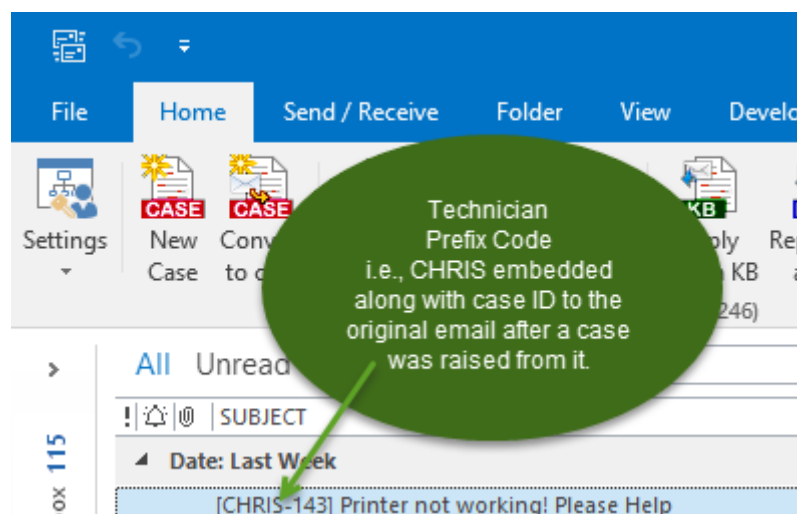 File Home Send / Receive Folder View Develo
CASE CASE KB
Settings New Conv ply Re
Case to c KB a
246)
Technician
Prefix Code
i.e., CHRIS embedded
along with case ID to the
original email after a case
was raised from it.
All Unread
! SUBJECT
Date: Last Week
[CHRIS-143] Printer not working! Please Help
box 115